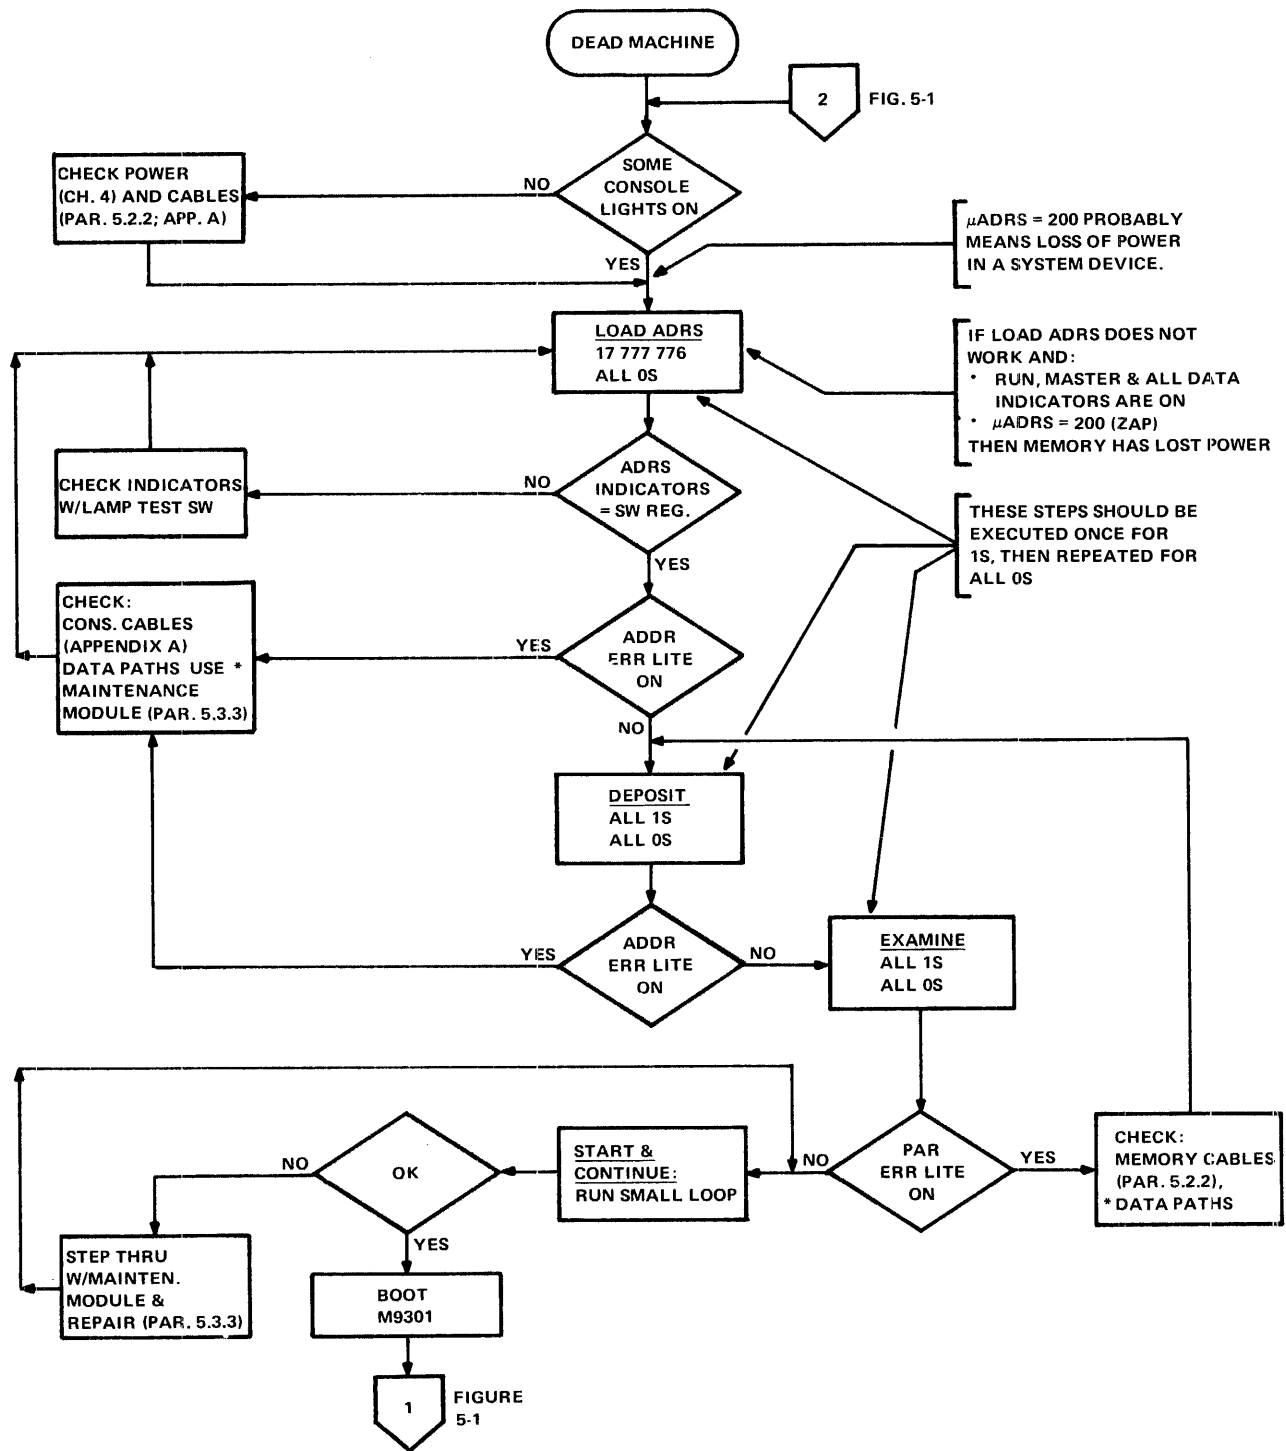 DEAD MACHINE
2
FIG. 5-1
SOME
CONSOLE
LIGHTS ON
NO
CHECK POWER
(CH. 4) AND CABLES
(PAR. 5.2.2; APP. A)
YES
μADRS = 200 PROBABLY
MEANS LOSS OF POWER
IN A SYSTEM DEVICE.
LOAD ADRS
17 777 776
ALL 0S
IF LOAD ADRS DOES NOT
WORK AND:
• RUN, MASTER & ALL DATA
INDICATORS ARE ON
• μADRS = 200 (ZAP)
THEN MEMORY HAS LOST POWER
ADRS
INDICATORS
= SW REG.
NO
CHECK INDICATORS
W/LAMP TEST SW
YES
THESE STEPS SHOULD BE
EXECUTED ONCE FOR
1S, THEN REPEATED FOR
ALL 0S
ADDR
ERR LITE
ON
YES
CHECK:
CONS. CABLES
(APPENDIX A)
DATA PATHS USE *
MAINTENANCE
MODULE (PAR. 5.3.3)
NO
DEPOSIT
ALL 1S
ALL 0S
ADDR
ERR LITE
ON
YES
NO
EXAMINE
ALL 1S
ALL 0S
PAR
ERR LITE
ON
YES
CHECK:
MEMORY CABLES
(PAR. 5.2.2),
* DATA PATHS
NO
START &
CONTINUE:
RUN SMALL LOOP
OK
NO
STEP THRU
W/MAINTEN.
MODULE &
REPAIR (PAR. 5.3.3)
YES
BOOT
M9301
1
FIGURE
5-1